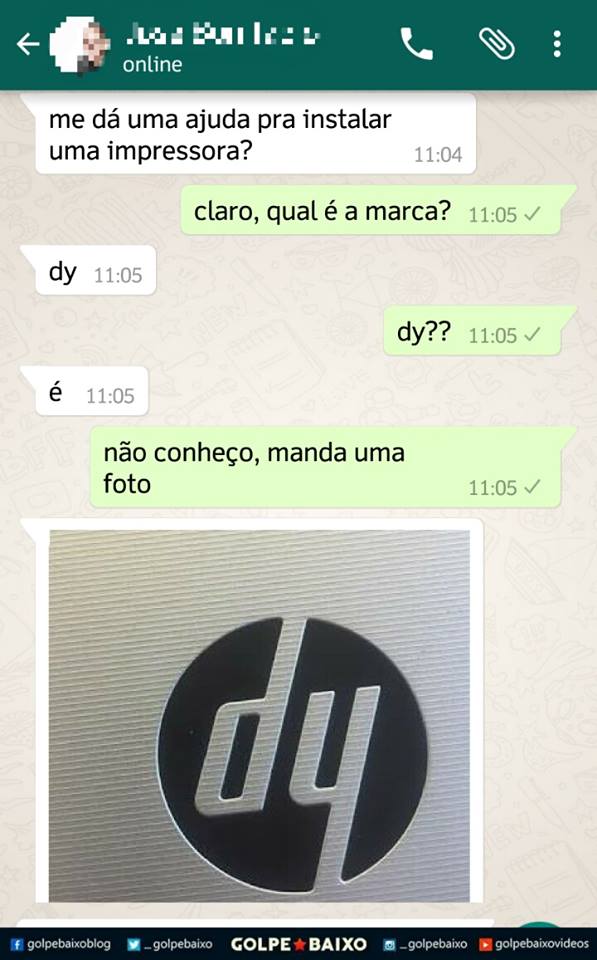 online
me dá uma ajuda pra instalar
uma impressora?
11:04
claro, qual é a marca? 11:05
dy 11:05
dy?? 11:05
é 11:05
não conheço, manda uma
foto
11:05
dy
golpebaixoblog _golpebaixo GOLPE★BAIXO _golpebaixo golpebaixovideos